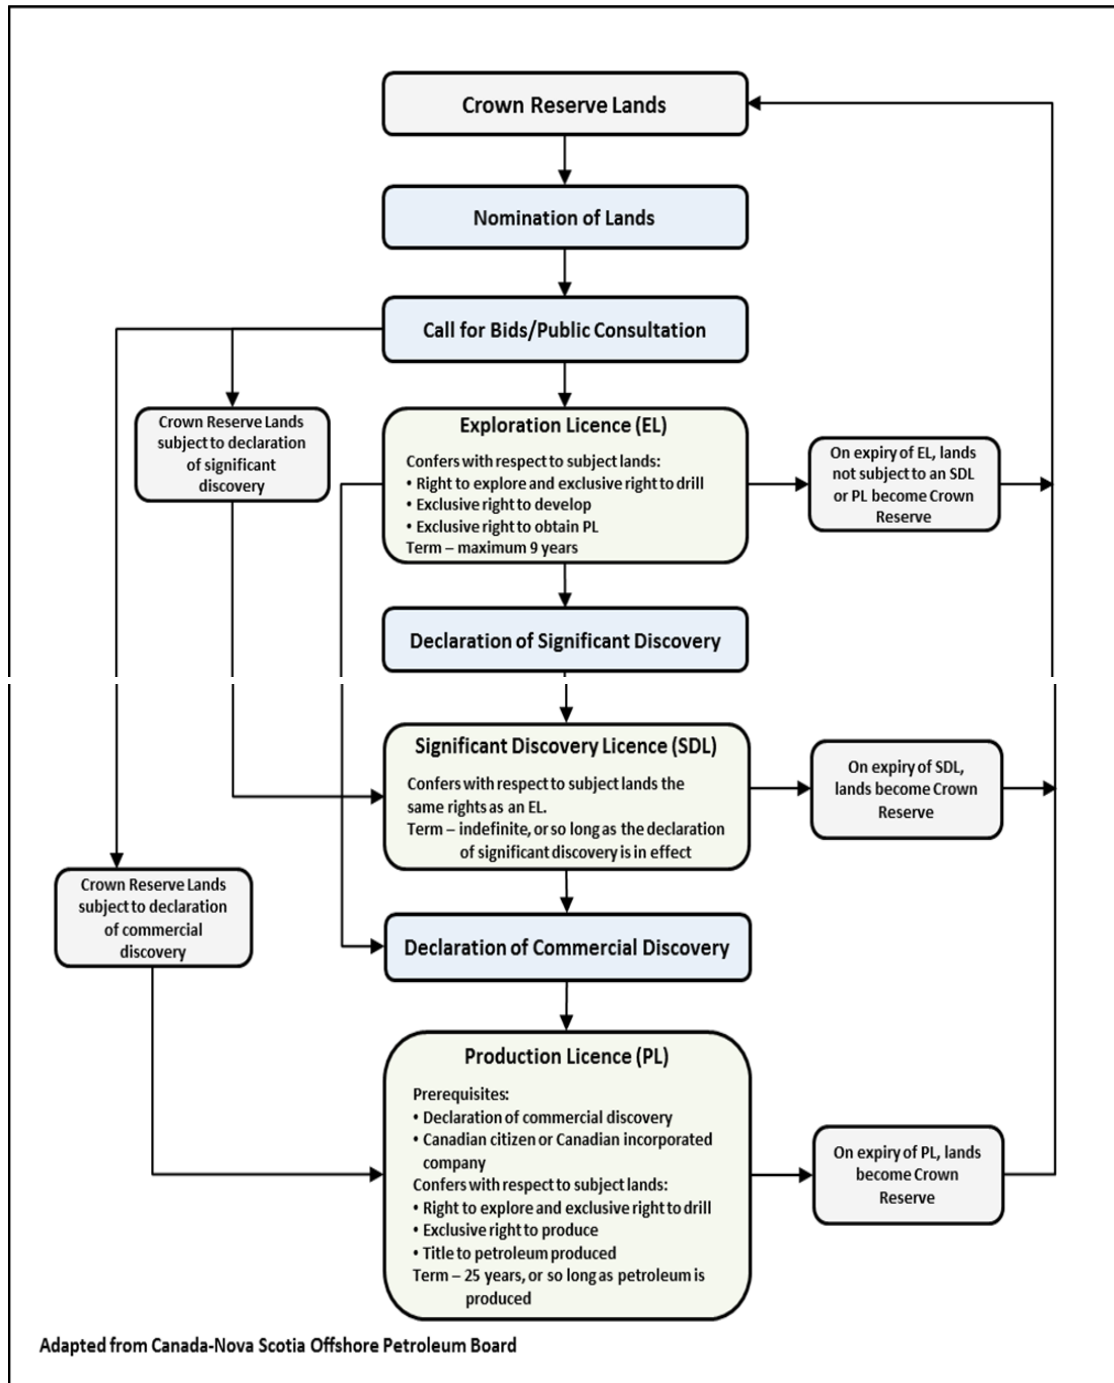 Crown Reserve Lands
Nomination of Lands
Call for Bids/Public Consultation
Crown Reserve Lands
subject to declaration
of significant
discovery
Exploration Licence (EL)
Confers with respect to subject lands:
• Right to explore and exclusive right to drill
• Exclusive right to develop
• Exclusive right to obtain PL
Term – maximum 9 years
On expiry of EL, lands
not subject to an SDL
or PL become Crown
Reserve
Declaration of Significant Discovery
Significant Discovery Licence (SDL)
Confers with respect to subject lands the
same rights as an EL.
Term – indefinite, or so long as the declaration
of significant discovery is in effect
On expiry of SDL,
lands become Crown
Reserve
Crown Reserve Lands
subject to declaration
of commercial
discovery
Declaration of Commercial Discovery
Production Licence (PL)
Prerequisites:
• Declaration of commercial discovery
• Canadian citizen or Canadian incorporated
company
Confers with respect to subject lands:
• Right to explore and exclusive right to drill
• Exclusive right to produce
• Title to petroleum produced
Term – 25 years, or so long as petroleum is
produced
On expiry of PL, lands
become Crown
Reserve
Adapted from Canada-Nova Scotia Offshore Petroleum Board